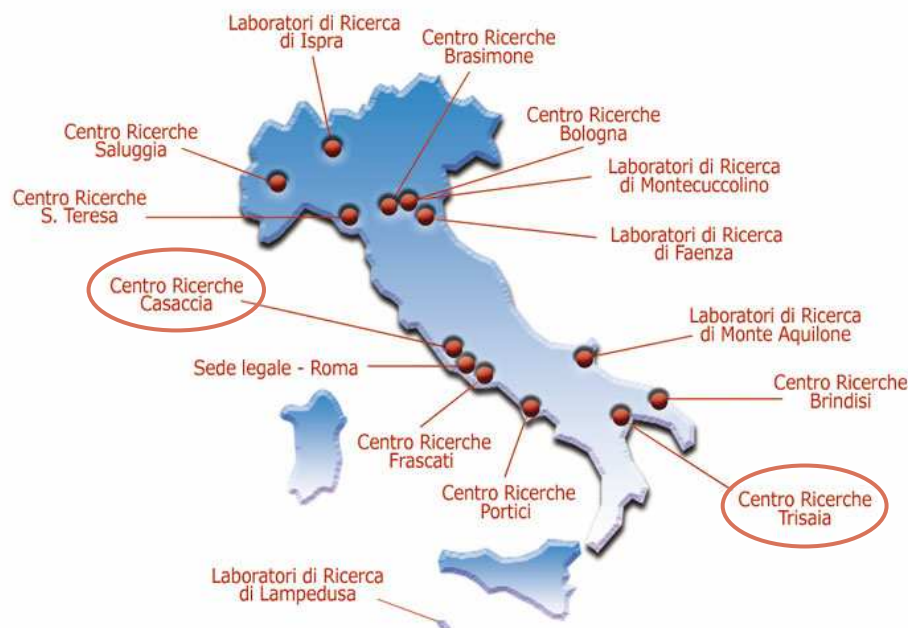 Laboratori di Ricerca
di Ispra
Centro Ricerche
Brasimone
Centro Ricerche
Saluggia
Centro Ricerche
Bologna
Laboratori di Ricerca
di Montecuccolino
Centro Ricerche
S. Teresa
Laboratori di Ricerca
di Faenza
Centro Ricerche
Casaccia
Laboratori di Ricerca
di Monte Aquilone
Sede legale - Roma
Centro Ricerche
Brindisi
Centro Ricerche
Frascati
Centro Ricerche
Portici
Centro Ricerche
Trisaia
Laboratori di Ricerca
di Lampedusa